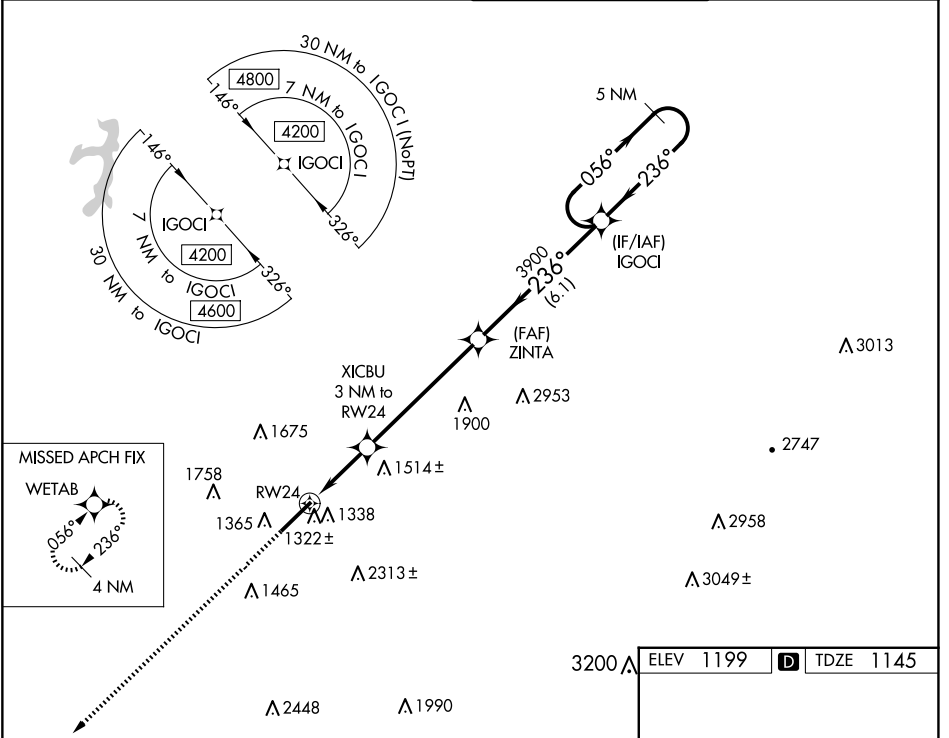 30 NM to IGOCI (NoPT)
4800
7 NM to IGOCI
146°
4200
IGOCI
326°
146°
IGOCI
4200
7 NM to IGOCI
326°
4600
30 NM to IGOCI
5 NM
056°
236°
(IF/IAF)
IGOCI
3900
236°
(6.1)
(FAF)
ZINTA
3013
XICBU
3 NM to
RW24
2953
1900
1675
2747
1514±
MISSED APCH FIX
WETAB
056°
236°
4 NM
1758
RW24
1365
1338
1322±
2958
2313±
3049±
1465
3200
ELEV 1199 D TDZE 1145
2448
1990